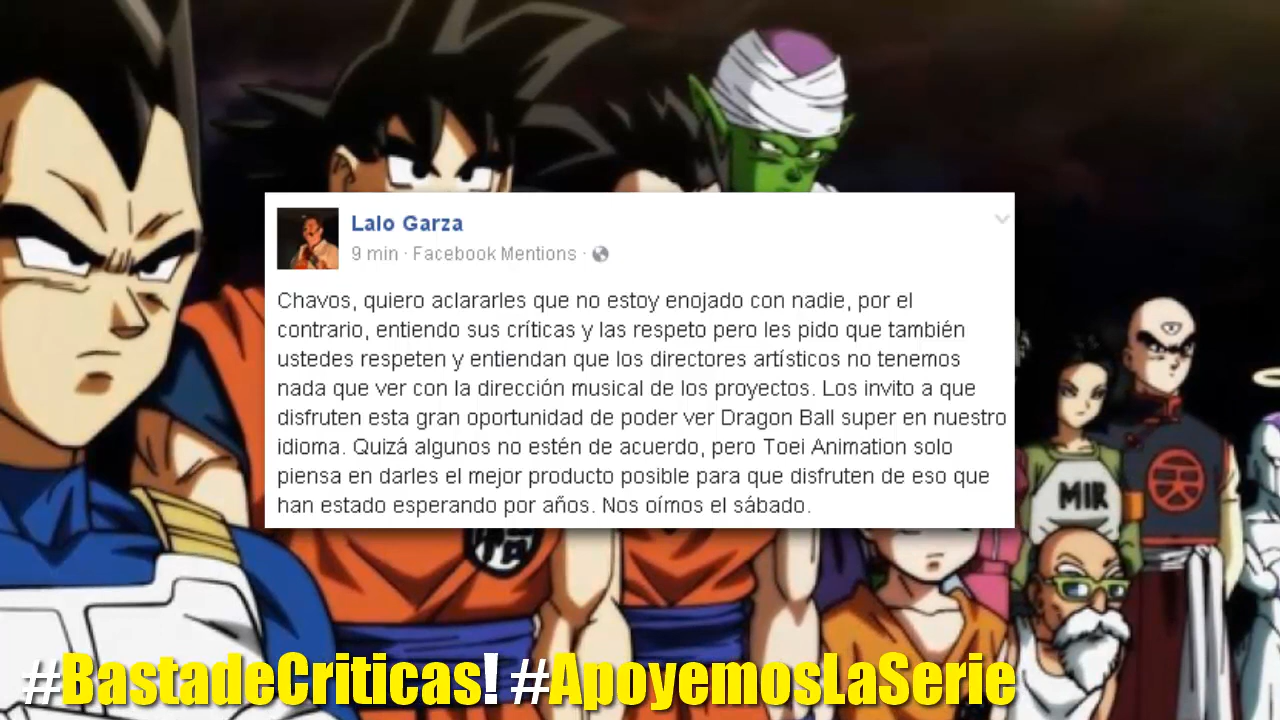 Lalo Garza
9 min · Facebook Mentions ·
Chavos, quiero aclararles que no estoy enojado con nadie, por el
contrario, entiendo sus críticas y las respeto pero les pido que también
ustedes respeten y entiendan que los directores artísticos no tenemos
nada que ver con la dirección musical de los proyectos. Los invito a que
disfruten esta gran oportunidad de poder ver Dragon Ball super en nuestro
idioma. Quizá algunos no estén de acuerdo, pero Toei Animation solo
piensa en darles el mejor producto posible para que disfruten de eso que
han estado esperando por años. Nos oímos el sábado.
MIR
#BastadeCriticas! #ApoyemosLaSerie